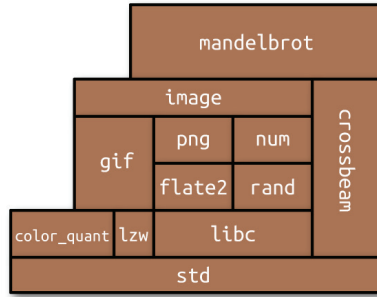 mandelbrot
image
crossbeam
gif
png
num
flate2
rand
color_quant
lzw
libc
std